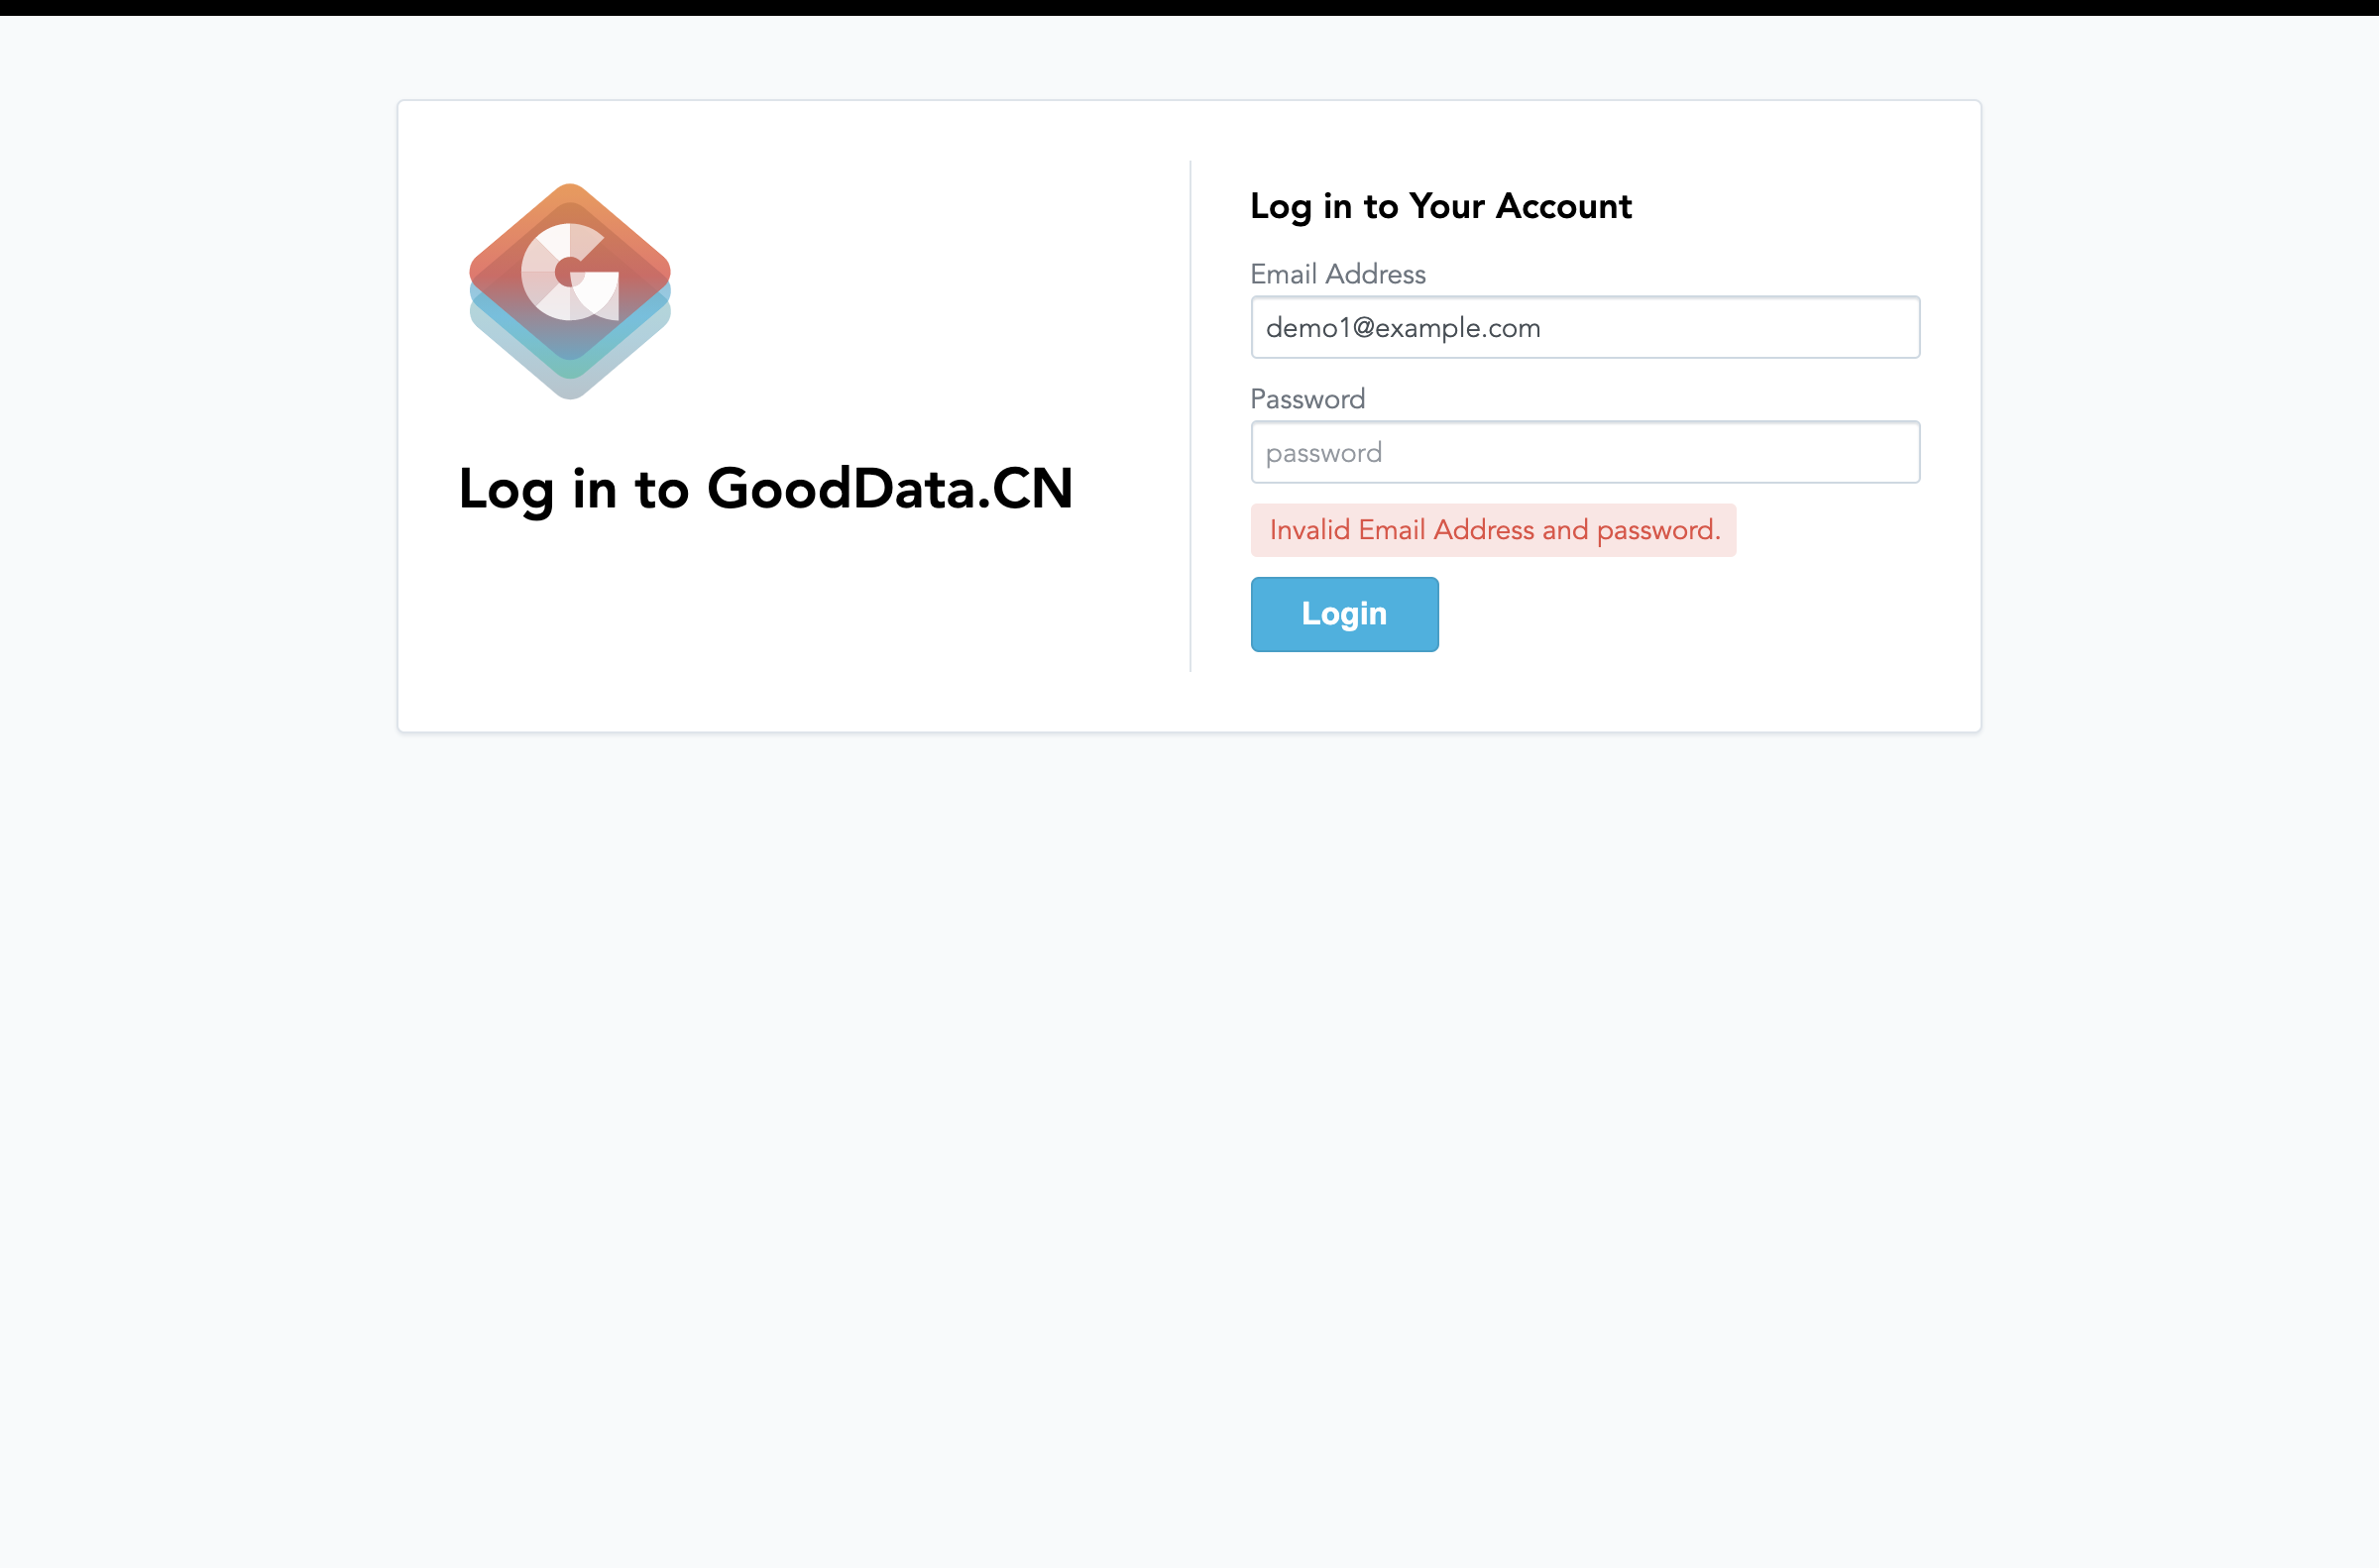 Log in to GoodData.CN
Log in to Your Account
Email Address
demo1@example.com
Password
password
Invalid Email Address and password.
Login